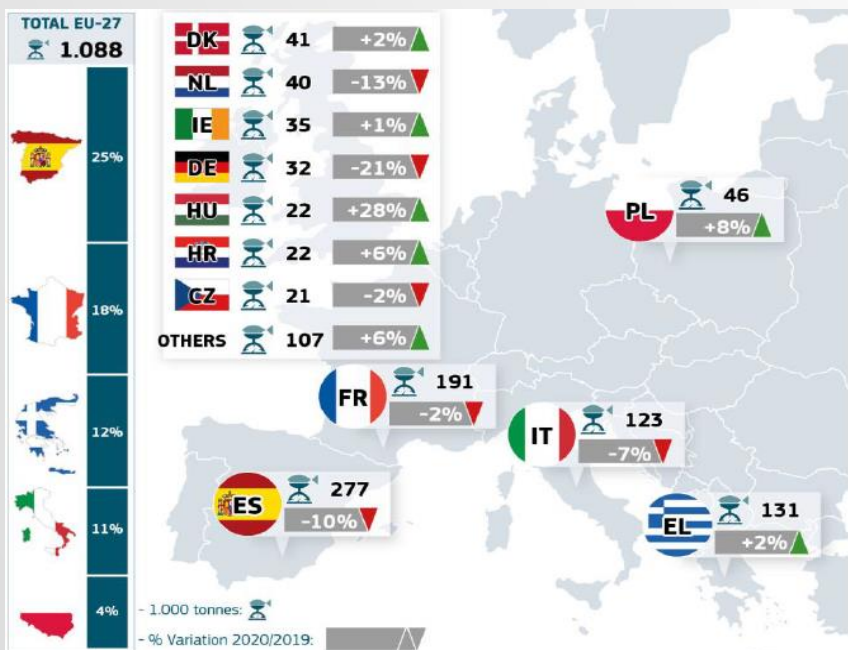 TOTAL EU-27
1.088
25%
18%
12%
11%
4%
DK 41 +2%
NL 40 -13%
IE 35 +1%
DE 32 -21%
HU 22 +28%
HR 22 +6%
CZ 21 -2%
OTHERS 107 +6%
PL 46
+8%
FR 191
-2%
IT 123
-7%
ES 277
-10%
EL 131
+2%
- 1.000 tonnes:
- % Variation 2020/2019: